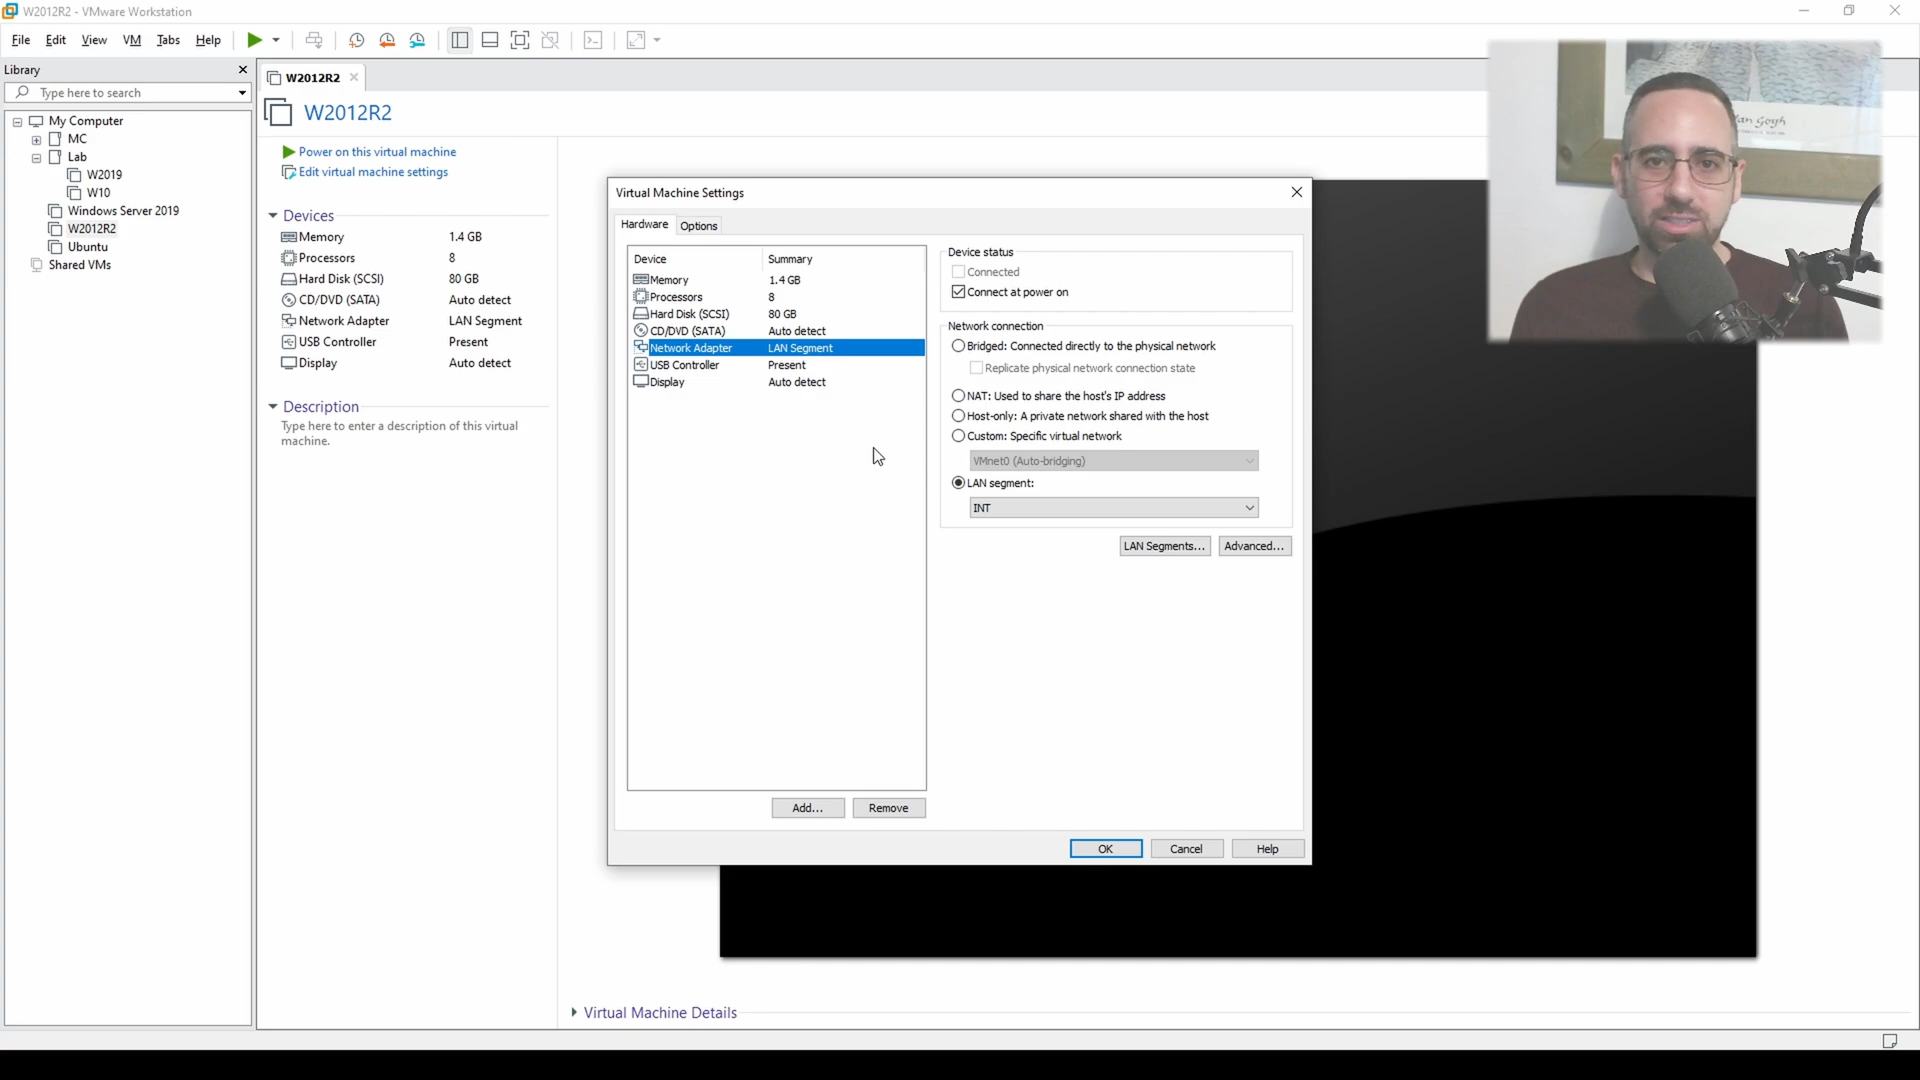 W2012R2 - VMware Workstation
File Edit View VM Tabs Help
Library
Type here to search
My Computer
MC
Lab
W2019
W10
Windows Server 2019
W2012R2
Ubuntu
Shared VMs
W2012R2
W2012R2
Power on this virtual machine
Edit virtual machine settings
Devices
Memory 1.4 GB
Processors 8
Hard Disk (SCSI) 80 GB
CD/DVD (SATA) Auto detect
Network Adapter LAN Segment
USB Controller Present
Display Auto detect
Description
Type here to enter a description of this virtual
machine.
Virtual Machine Settings
Hardware Options
Device Summary
Memory 1.4 GB
Processors 8
Hard Disk (SCSI) 80 GB
CD/DVD (SATA) Auto detect
Network Adapter LAN Segment
USB Controller Present
Display Auto detect
Add... Remove
Device status
Connected
Connect at power on
Network connection
Bridged: Connected directly to the physical network
Replicate physical network connection state
NAT: Used to share the host's IP address
Host-only: A private network shared with the host
Custom: Specific virtual network
VMnet0 (Auto-bridging)
LAN segment:
INT
LAN Segments... Advanced...
OK Cancel Help
Virtual Machine Details
van Gogh